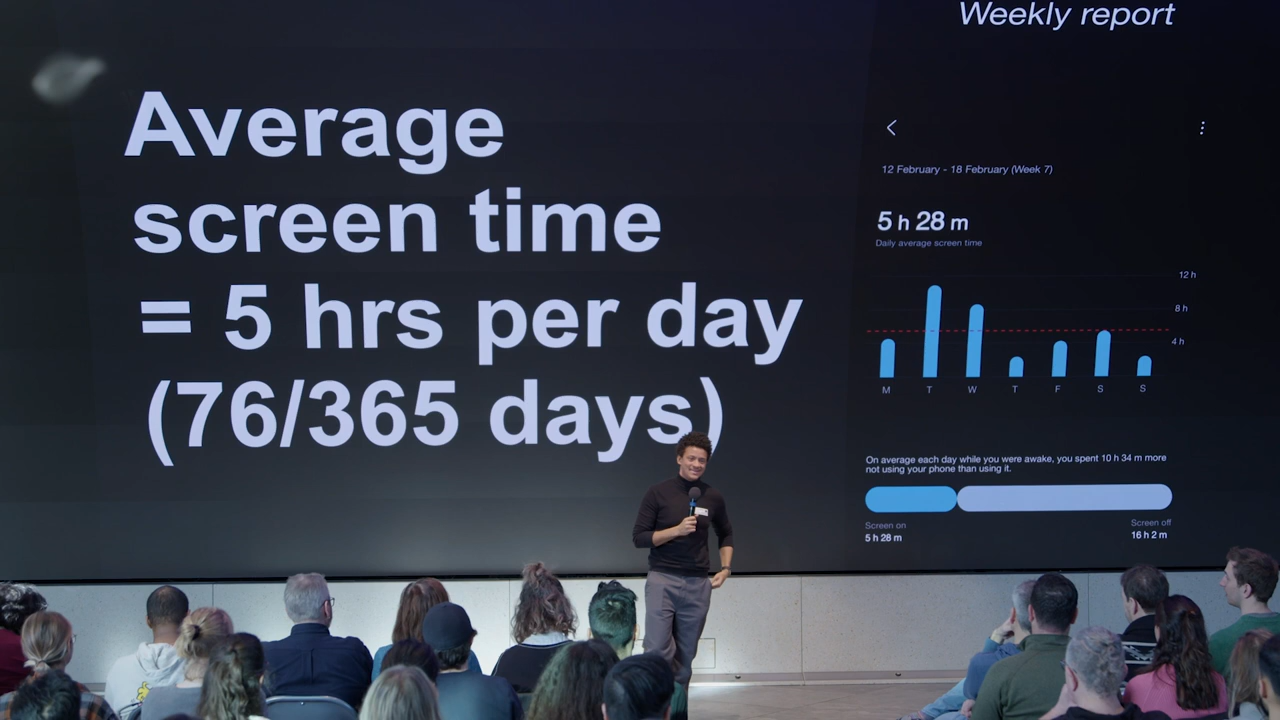 Weekly report
Average
screen time
= 5 hrs per day
(76/365 days)
12 February - 18 February (Week 7)
5 h 28 m
Daily average screen time
12 h
8 h
4 h
M T W T F S S
On average each day while you were awake, you spent 10 h 34 m more
not using your phone than using it.
Screen on
5 h 28 m
Screen off
16 h 2 m